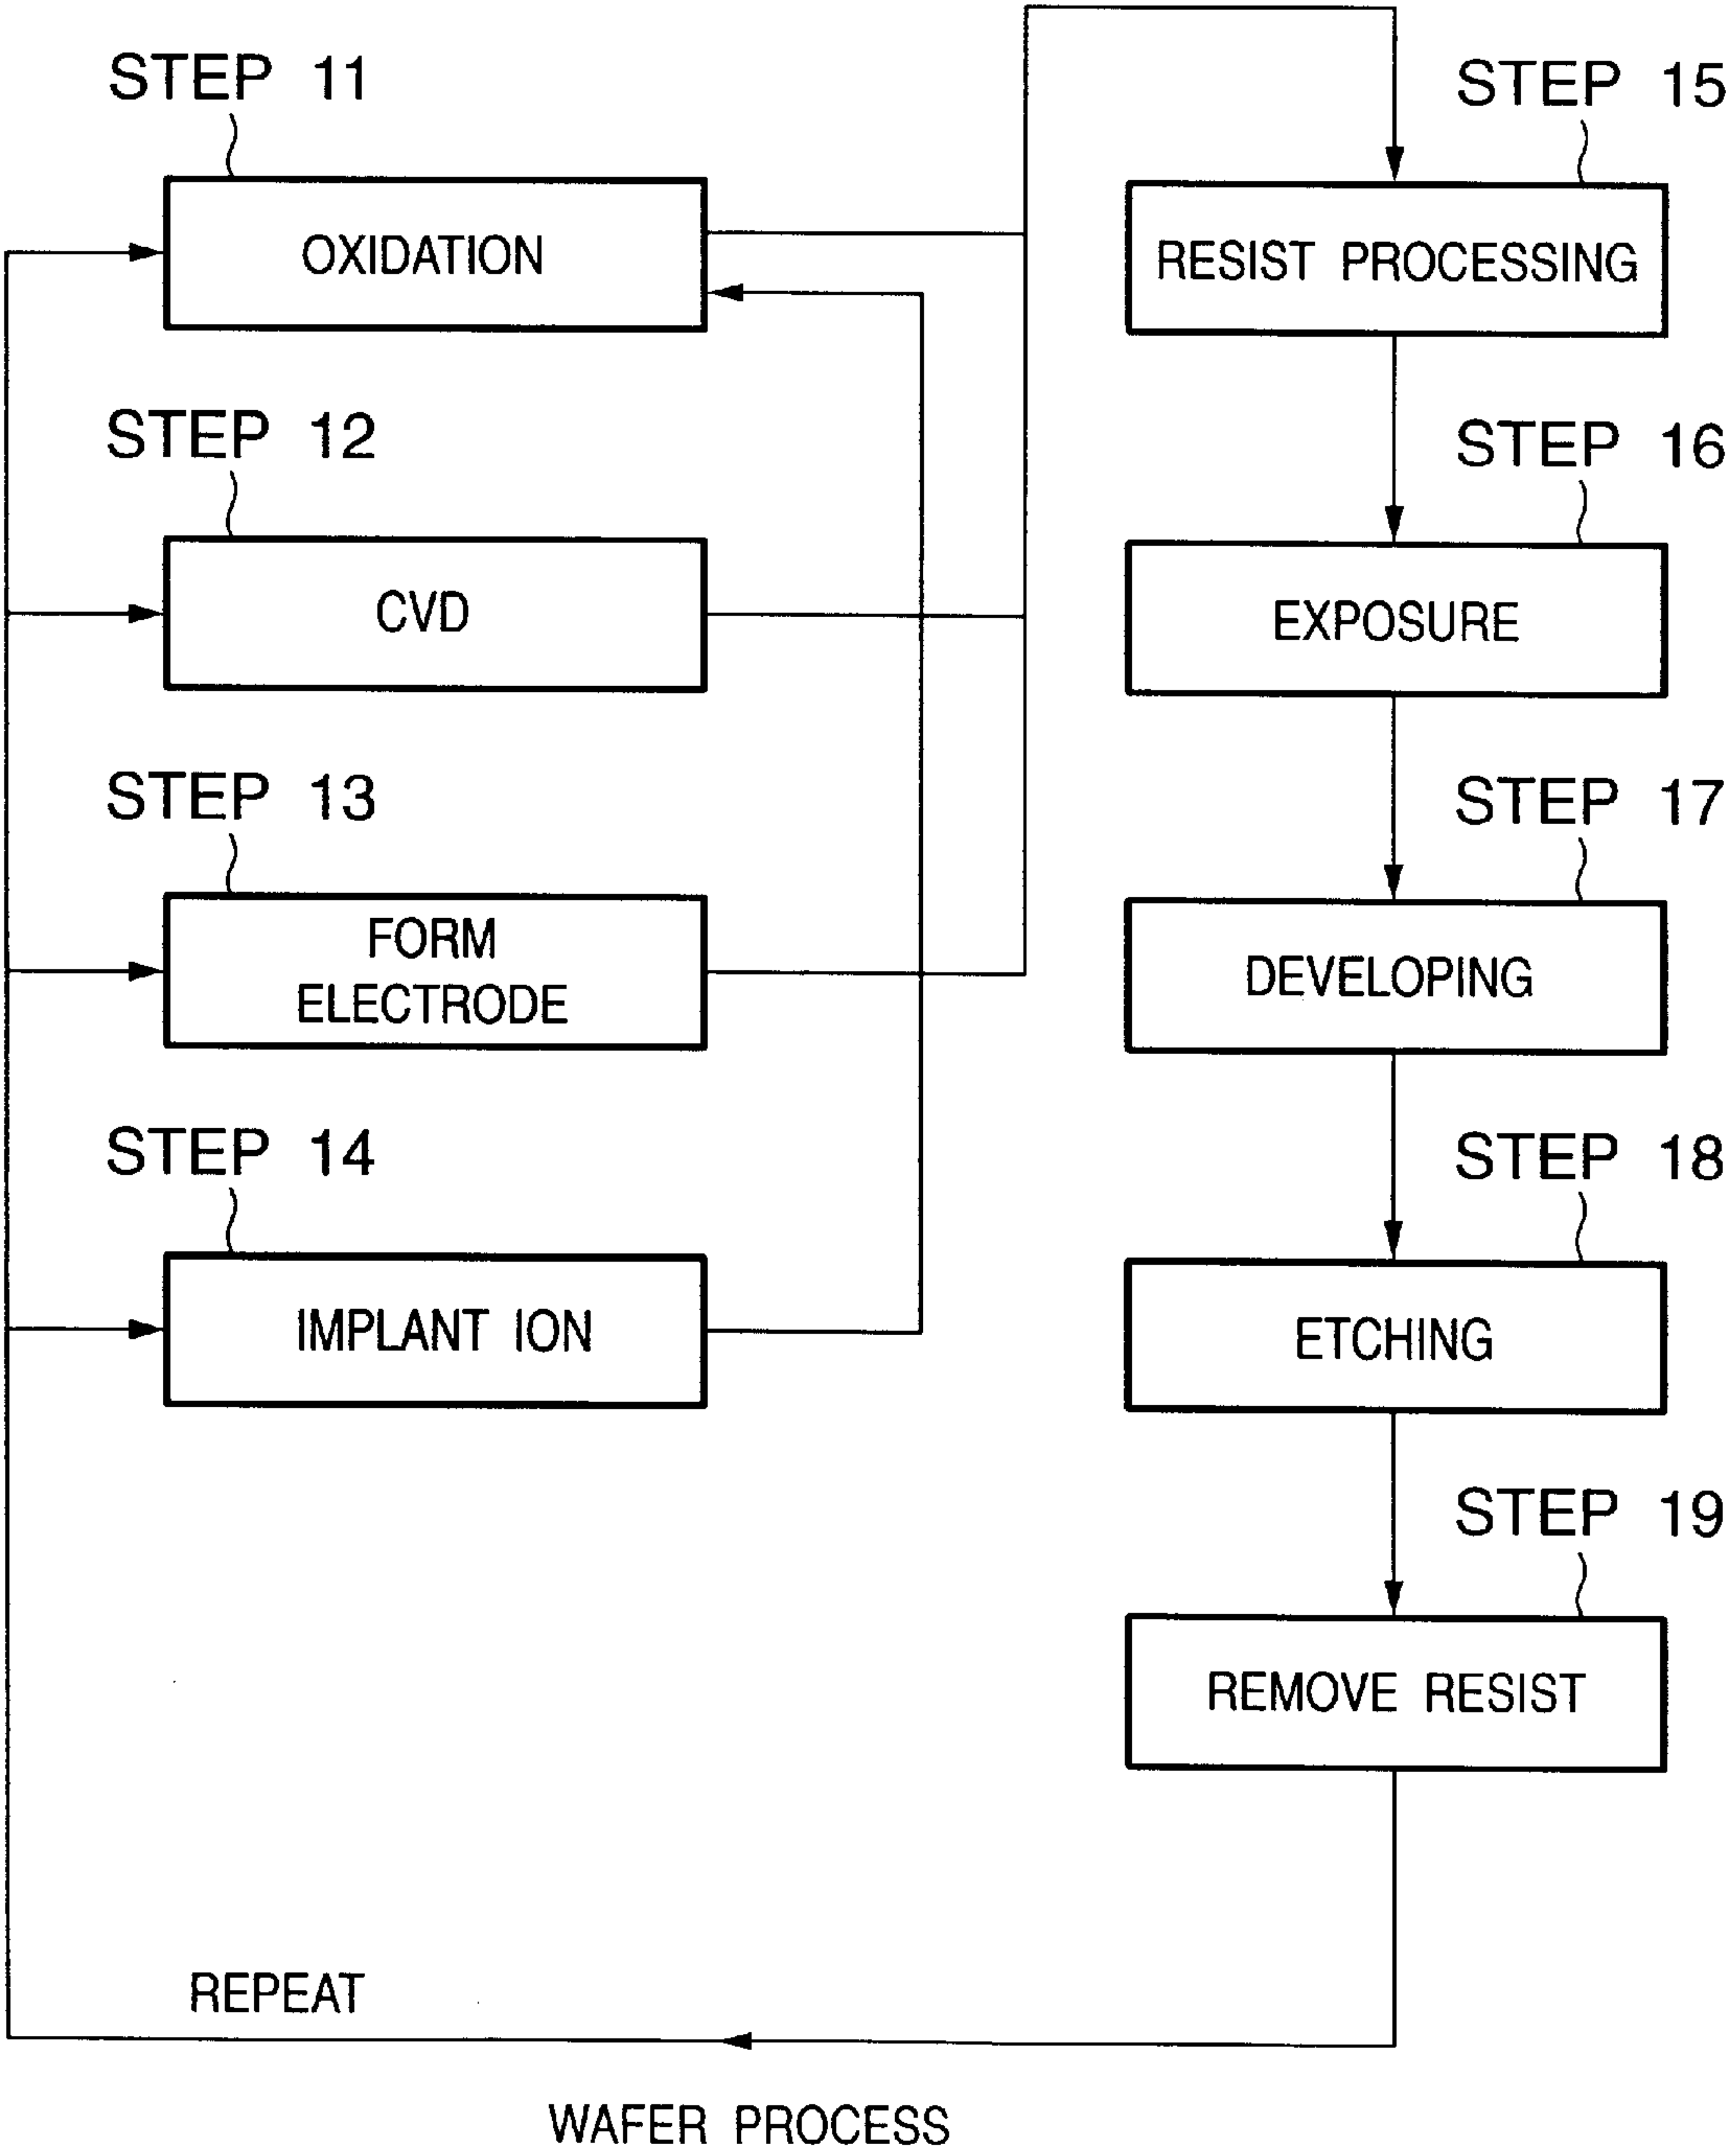 STEP 11
OXIDATION
STEP 12
CVD
STEP 13
FORM
ELECTRODE
STEP 14
IMPLANT ION
STEP 15
RESIST PROCESSING
STEP 16
EXPOSURE
STEP 17
DEVELOPING
STEP 18
ETCHING
STEP 19
REMOVE RESIST
REPEAT
WAFER PROCESS